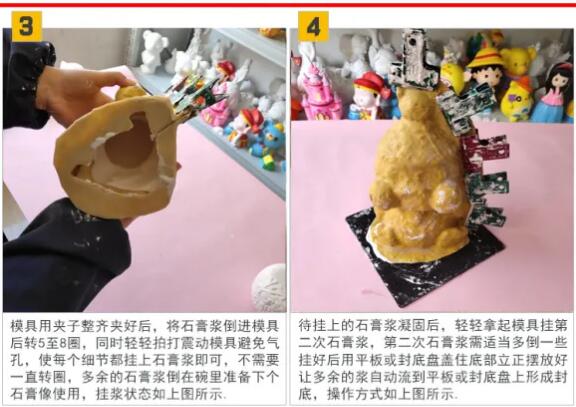 3
模具用夹子整齐夹好后，将石膏浆倒进模具
后转5至8圈，同时轻轻拍打震动模具避免气
孔，使每个细节都挂上石膏浆即可，不需要
一直转圈，多余的石膏浆倒在碗里准备下个
石膏像使用，挂浆状态如上图所示.
4
待挂上的石膏浆凝固后，轻轻拿起模具挂第
二次石膏浆，第二次石膏浆需适当多倒一些
挂好后用平板或封底盘盖住底部立正摆放好
让多余的浆自动流到平板或封底盘上形成封
底，操作方式如上图所示.